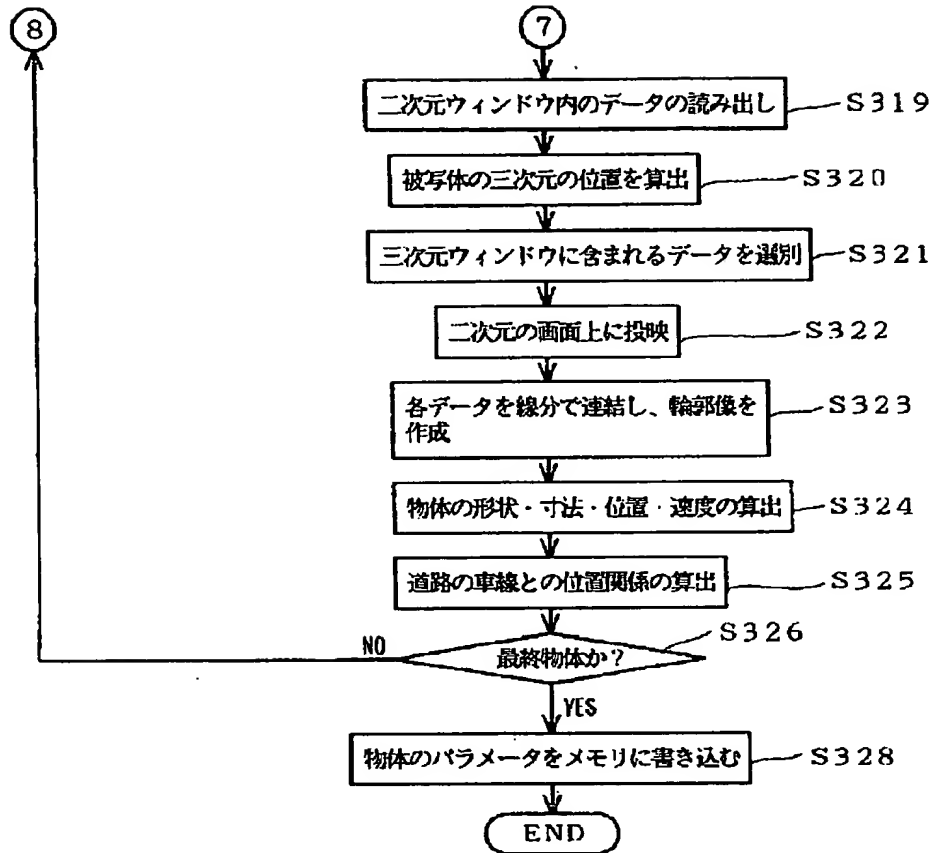 8
7
二次元ウィンドウ内のデータの読み出し
S319
被写体の三次元の位置を算出
S320
三次元ウィンドウに含まれるデータを選別
S321
二次元の画面上に投映
S322
各データを線分で連結し、輪郭像を
作成
S323
物体の形状・寸法・位置・速度の算出
S324
道路の車線との位置関係の算出
S325
最終物体か？
S326
NO
YES
物体のパラメータをメモリに書き込む
S328
END